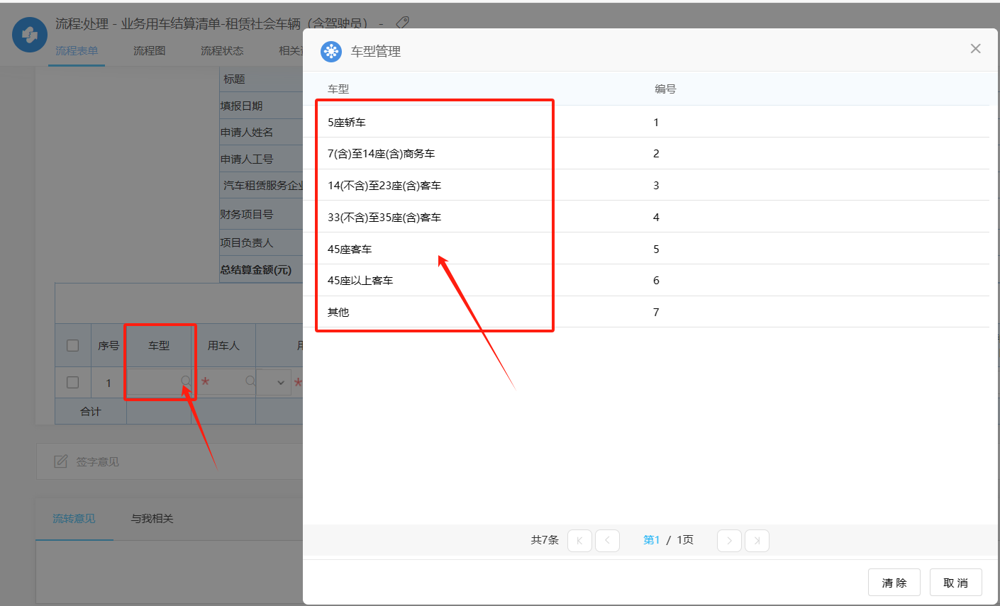 流程:处理 - 业务用车结算清单-租赁社会车辆（含驾驶员） -
流程表单
流程图
流程状态
相关
标题
填报日期
申请人姓名
申请人工号
汽车租赁服务企业
财务项目号
项目负责人
总结算金额(元)
序号
车型
用车人
1
*
*
合计
签字意见
流转意见
与我相关
车型管理
车型
编号
5座轿车
1
7(含)至14座(含)商务车
2
14(不含)至23座(含)客车
3
33(不含)至35座(含)客车
4
45座客车
5
45座以上客车
6
其他
7
共7条
第1 / 1页
清 除
取 消